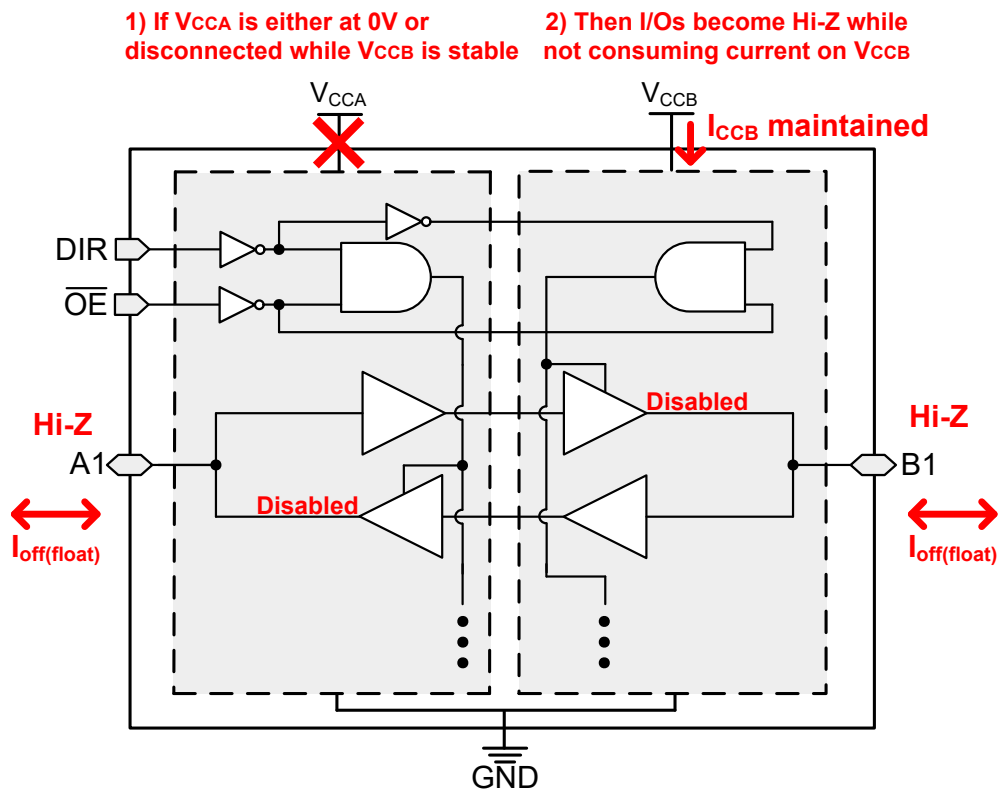 1) If VCCA is either at 0V or
disconnected while VCCB is stable
2) Then I/Os become Hi-Z while
not consuming current on VCCB
VCCA
VCCB
ICCB maintained
DIR
OE
Disabled
Hi-Z
Hi-Z
A1
B1
Disabled
Ioff(float)
Ioff(float)
GND